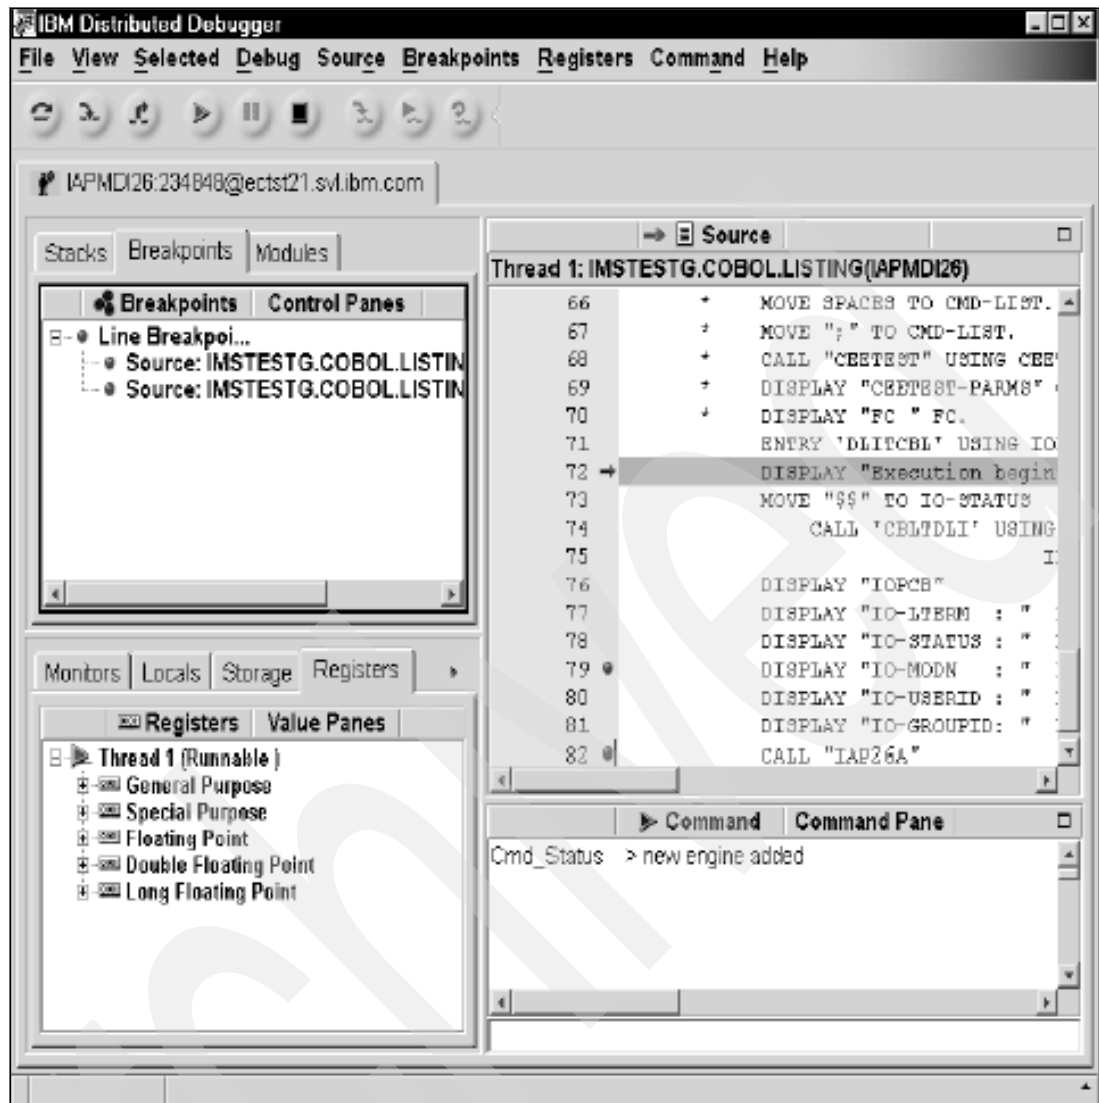 IBM Distributed Debugger
File View Selected Debug Source Breakpoints Registers Command Help
IAPMDI26:234848@ectst21.svl.ibm.com
Stacks Breakpoints Modules
Breakpoints Control Panes
Line Breakpoi...
Source: IMSTESTG.COBOL.LISTIN
Source: IMSTESTG.COBOL.LISTIN
Monitors Locals Storage Registers
Registers Value Panes
Thread 1 (Runnable )
General Purpose
Special Purpose
Floating Point
Double Floating Point
Long Floating Point
Source
Thread 1: IMSTESTG.COBOL.LISTING(IAPMDI26)
66 * MOVE SPACES TO CMD-LIST.
67 * MOVE ";" TO CMD-LIST.
68 * CALL "CEETEST" USING CEE
69 * DISPLAY "CEETEST-PARMS"
70 * DISPLAY "FC " FC.
71 ENTRY 'DLITCBL' USING IO
72 DISPLAY "Execution begin
73 MOVE "$$" TO IO-STATUS
74 CALL 'CBLTDLI' USING
75 I
76 DISPLAY "IOPCB"
77 DISPLAY "IO-LTERM : "
78 DISPLAY "IO-STATUS : "
79 DISPLAY "IO-MODN : "
80 DISPLAY "IO-USERID : "
81 DISPLAY "IO-GROUPID: "
82 CALL "IAP26A"
Command Command Pane
Cmd_Status > new engine added